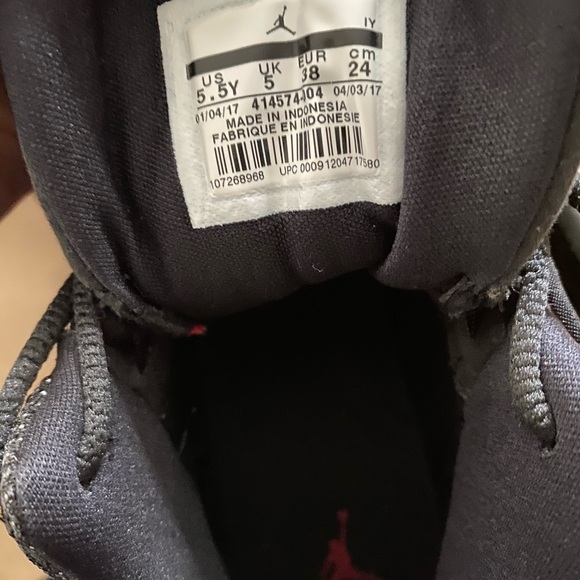 IY
US UK EUR cm
5.5Y 5 38 24
01/04/17 414574-004 04/03/17
MADE IN INDONESIA
FABRIQUE EN INDONESIE
107268968 UPC 00091204717580